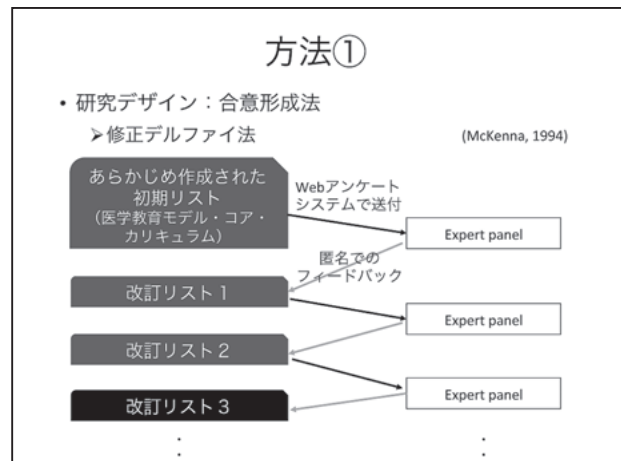 方法①
• 研究デザイン：合意形成法
➢修正デルファイ法
(McKenna, 1994)
あらかじめ作成された
初期リスト
（医学教育モデル・コア・
カリキュラム）
Webアンケート
システムで送付
Expert panel
匿名での
フィードバック
改訂リスト１
Expert panel
改訂リスト２
Expert panel
改訂リスト３